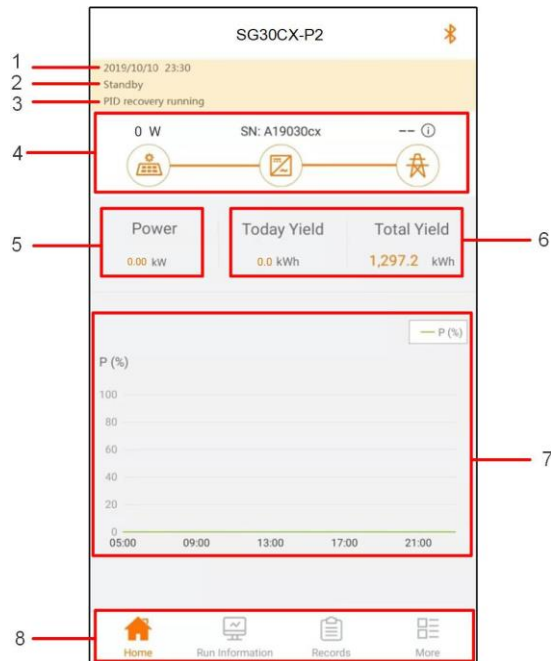 SG30CX-P2
1
2019/10/10 23:30
2
Standby
3
PID recovery running
4
0 W SN: A19030cx --
5
Power Today Yield Total Yield
6
0.00 kW 0.0 kWh 1,297.2 kWh
P (%)
P (%)
100
80
60
40
20
0
7
05:00 09:00 13:00 17:00 21:00
8
Home Run Information Records More